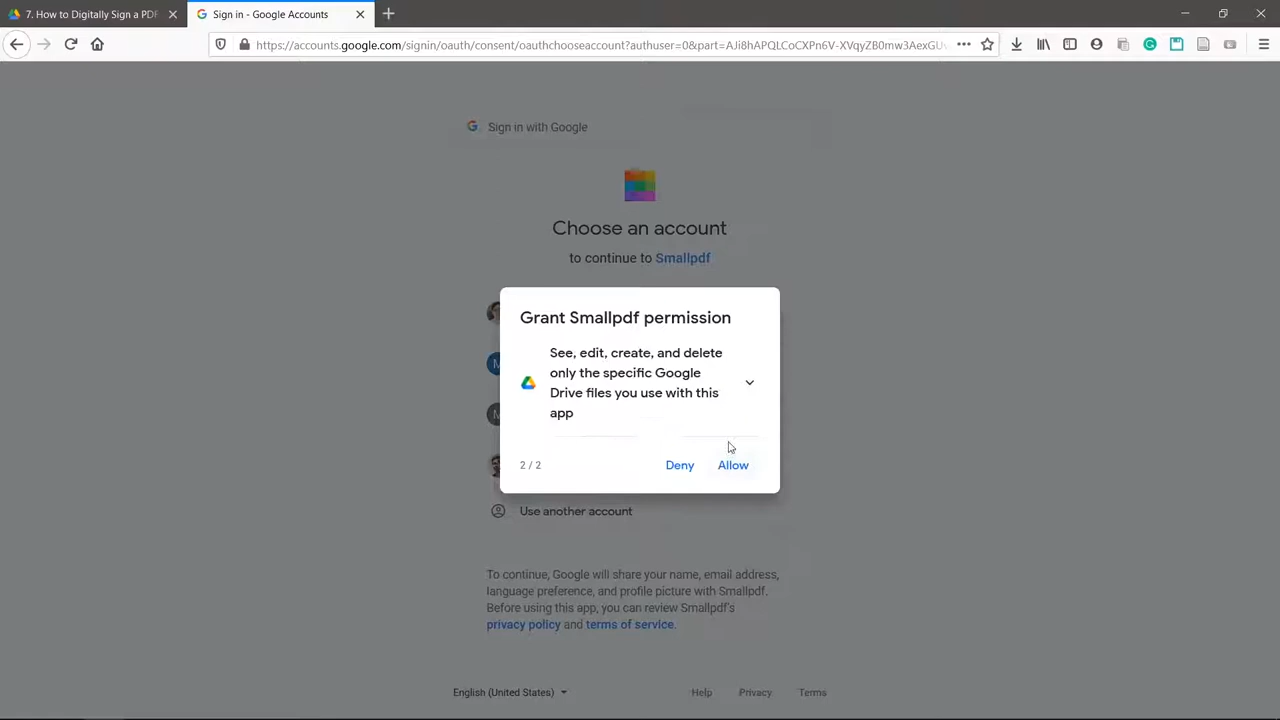 7. How to Digitally Sign a PDF
Sign in - Google Accounts
https://accounts.google.com/signin/oauth/consent/oauthchooseaccount?authuser=0&part=AJi8hAPQLCoCXPn6V-XVqyZB0mw3AexGU
Sign in with Google
Choose an account
to continue to Smallpdf
Grant Smallpdf permission
See, edit, create, and delete
only the specific Google
Drive files you use with this
app
2 / 2
Deny
Allow
Use another account
To continue, Google will share your name, email address,
language preference, and profile picture with Smallpdf.
Before using this app, you can review Smallpdf's
privacy policy and terms of service.
English (United States)
Help
Privacy
Terms